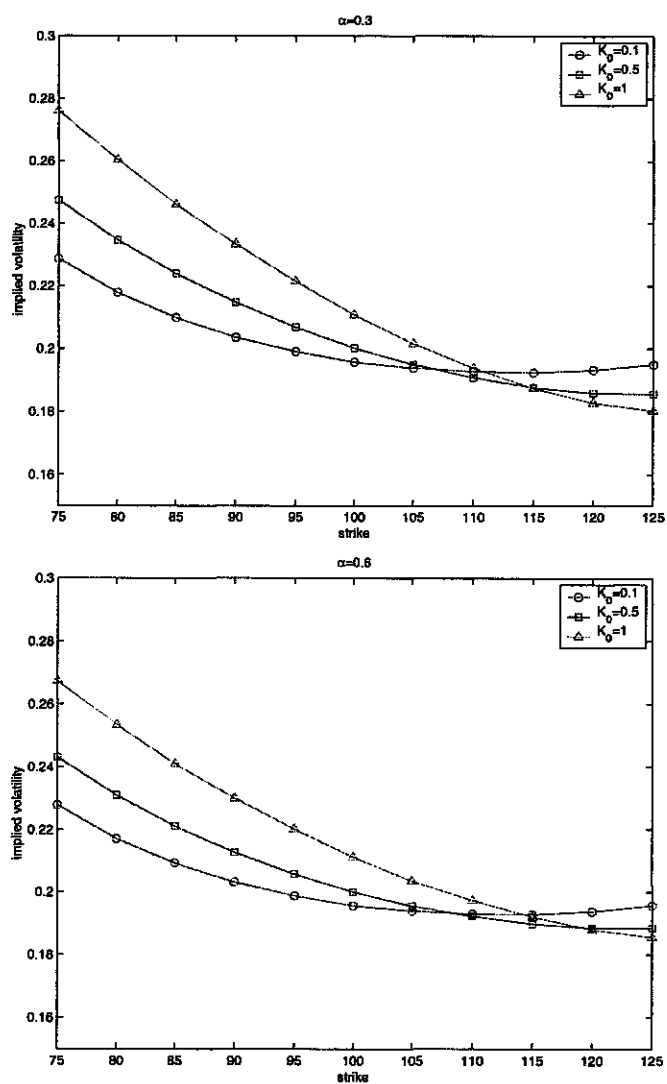 α=0.3
0.3
0.28
0.26
0.24
0.22
0.2
0.18
0.16
implied volatility
K₀=0.1
K₀=0.5
K₀=1
75 80 85 90 95 100 105 110 115 120 125
strike
α=0.6
0.3
0.28
0.26
0.24
0.22
0.2
0.18
0.16
implied volatility
K₀=0.1
K₀=0.5
K₀=1
75 80 85 90 95 100 105 110 115 120 125
strike